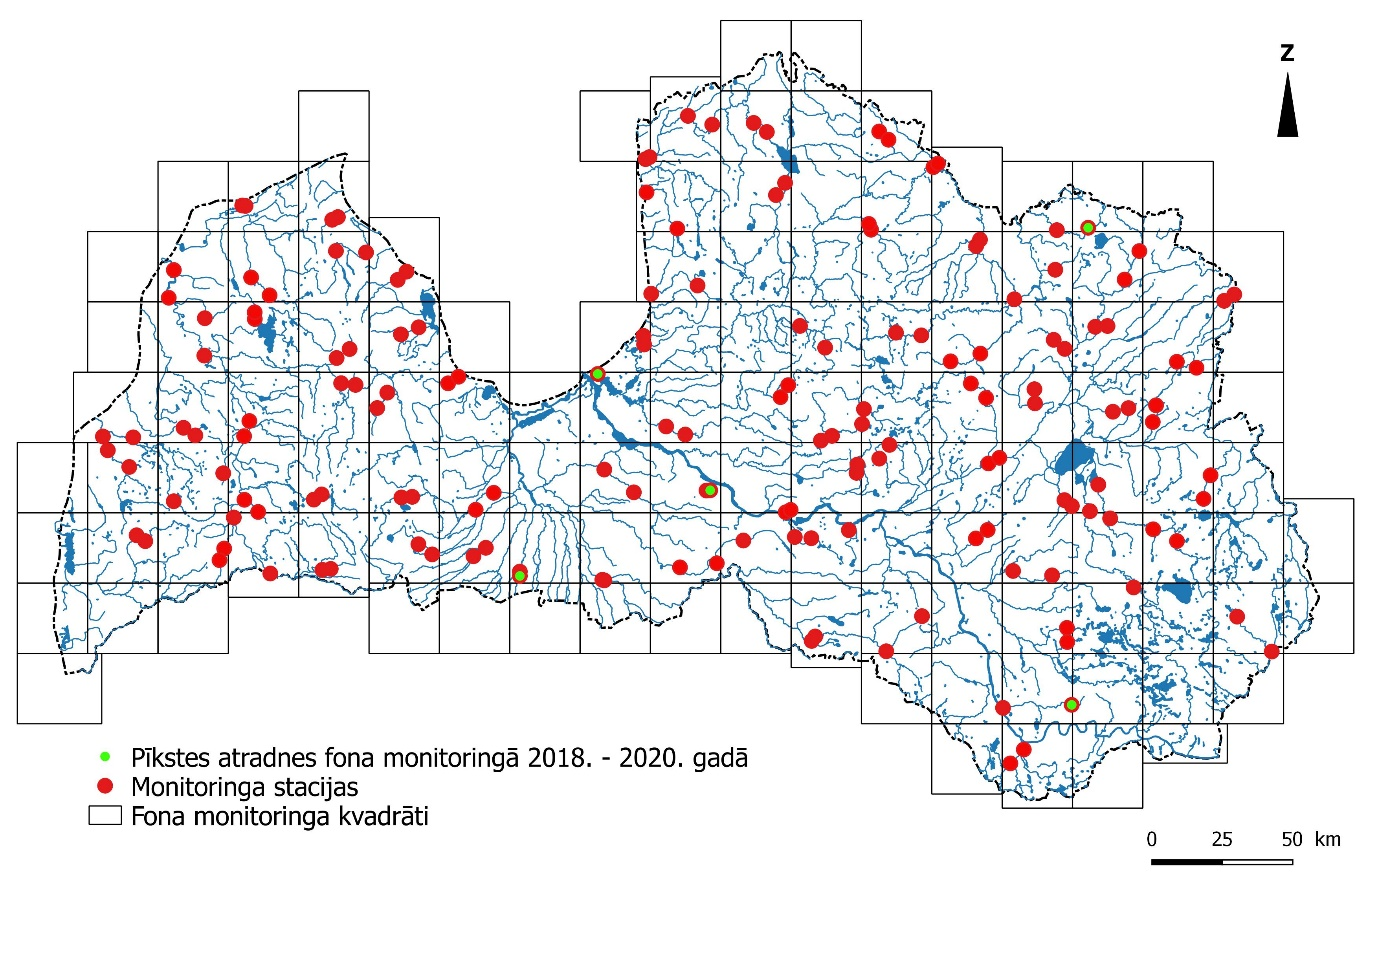 Z
Pīkstes atradnes fona monitoringā 2018. - 2020. gadā
Monitoringa stacijas
Fona monitoringa kvadrāti
0 25 50 km